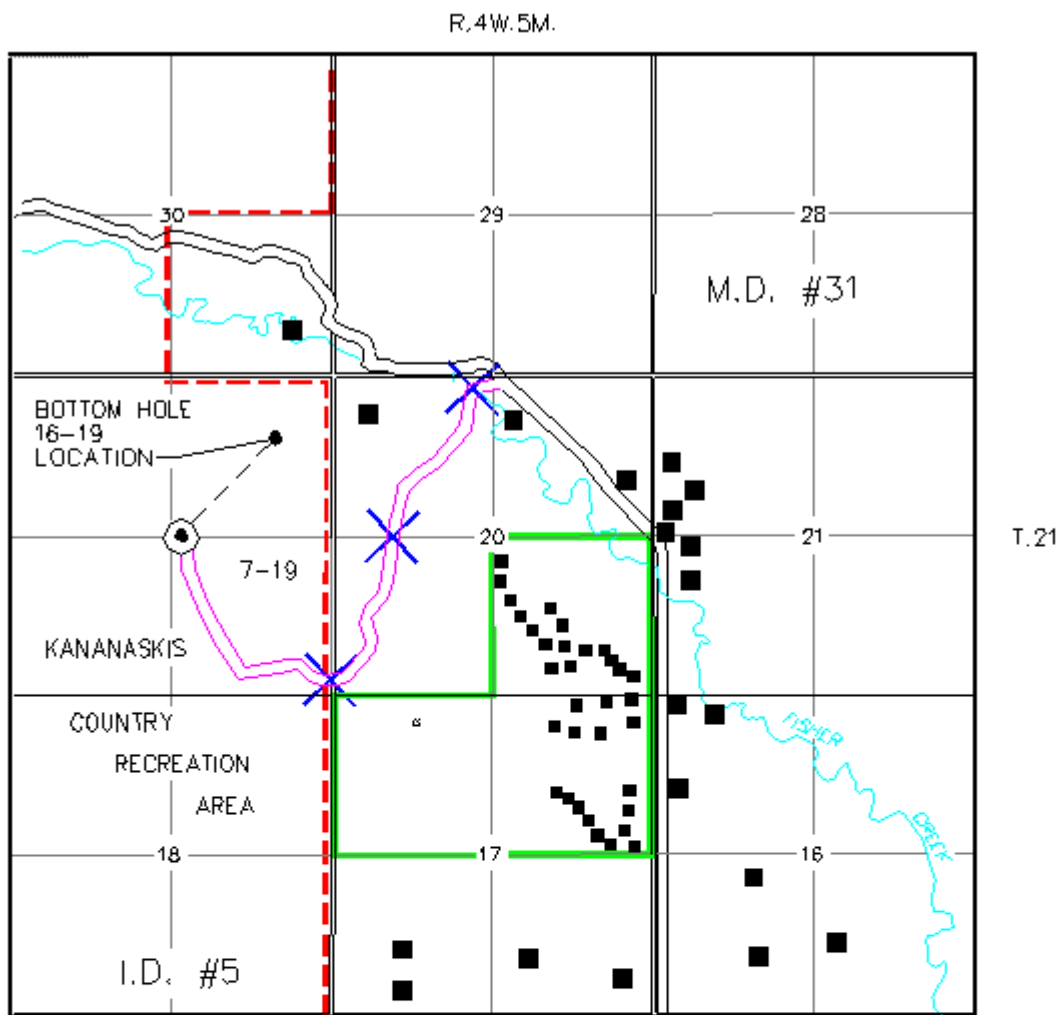 R.4W.5M.
30
29
28
M.D. #31
BOTTOM HOLE
16-19
LOCATION
20
21
T.21
7-19
KANANASKIS
COUNTRY
RECREATION
AREA
FISHER
CREEK
18
17
16
I.D. #5